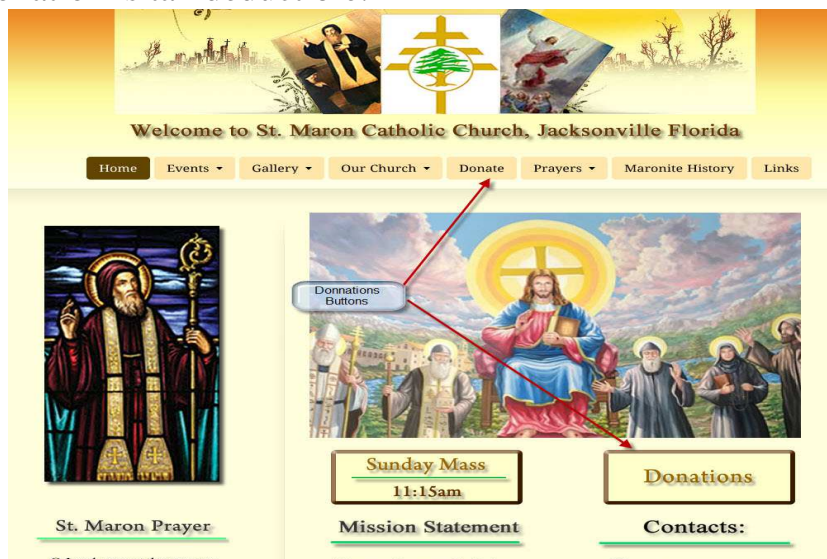 Welcome to St. Maron Catholic Church, Jacksonville Florida
Home Events Gallery Our Church Donate Prayers Maronite History Links
Donnations
Buttons
Sunday Mass
11:15am
Donations
St. Maron Prayer
Mission Statement
Contacts: